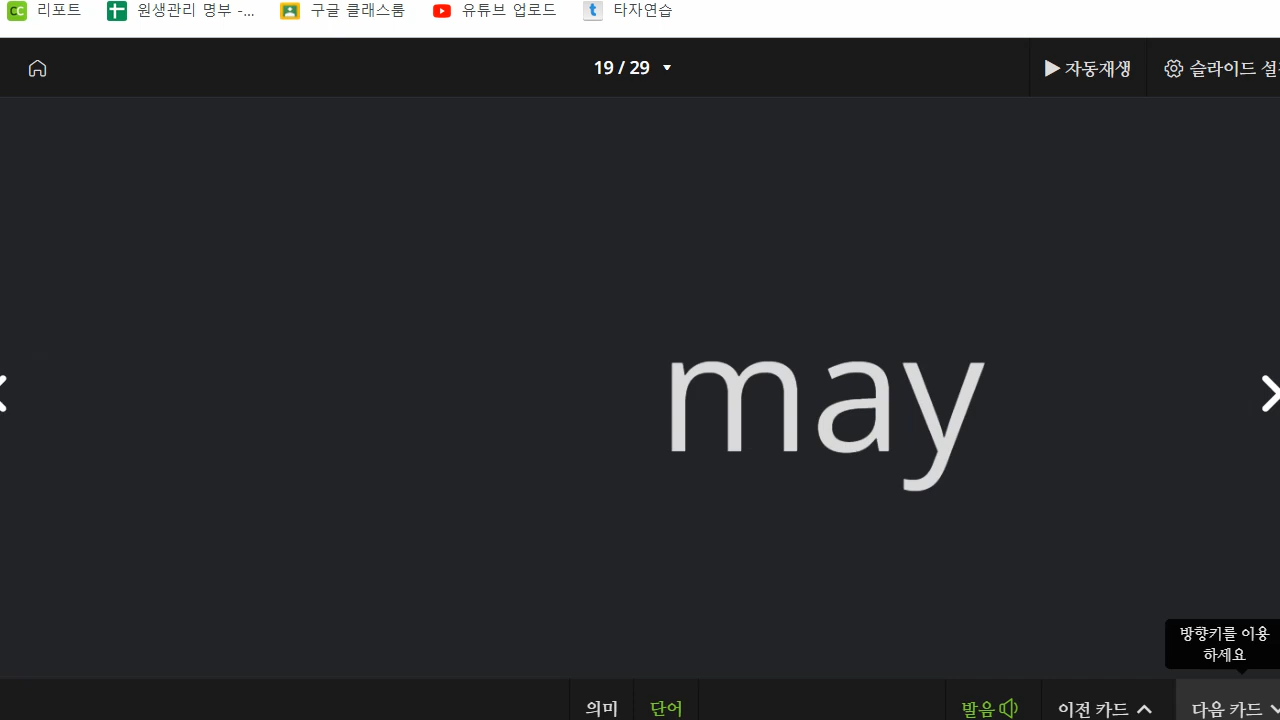 리포트 원생관리 명부 -... 구글 클래스룸 유튜브 업로드 타자연습
19 / 29 자동재생 슬라이드
may
방향키를 이용
하세요
의미 단어 발음 이전 카드 다음 카드